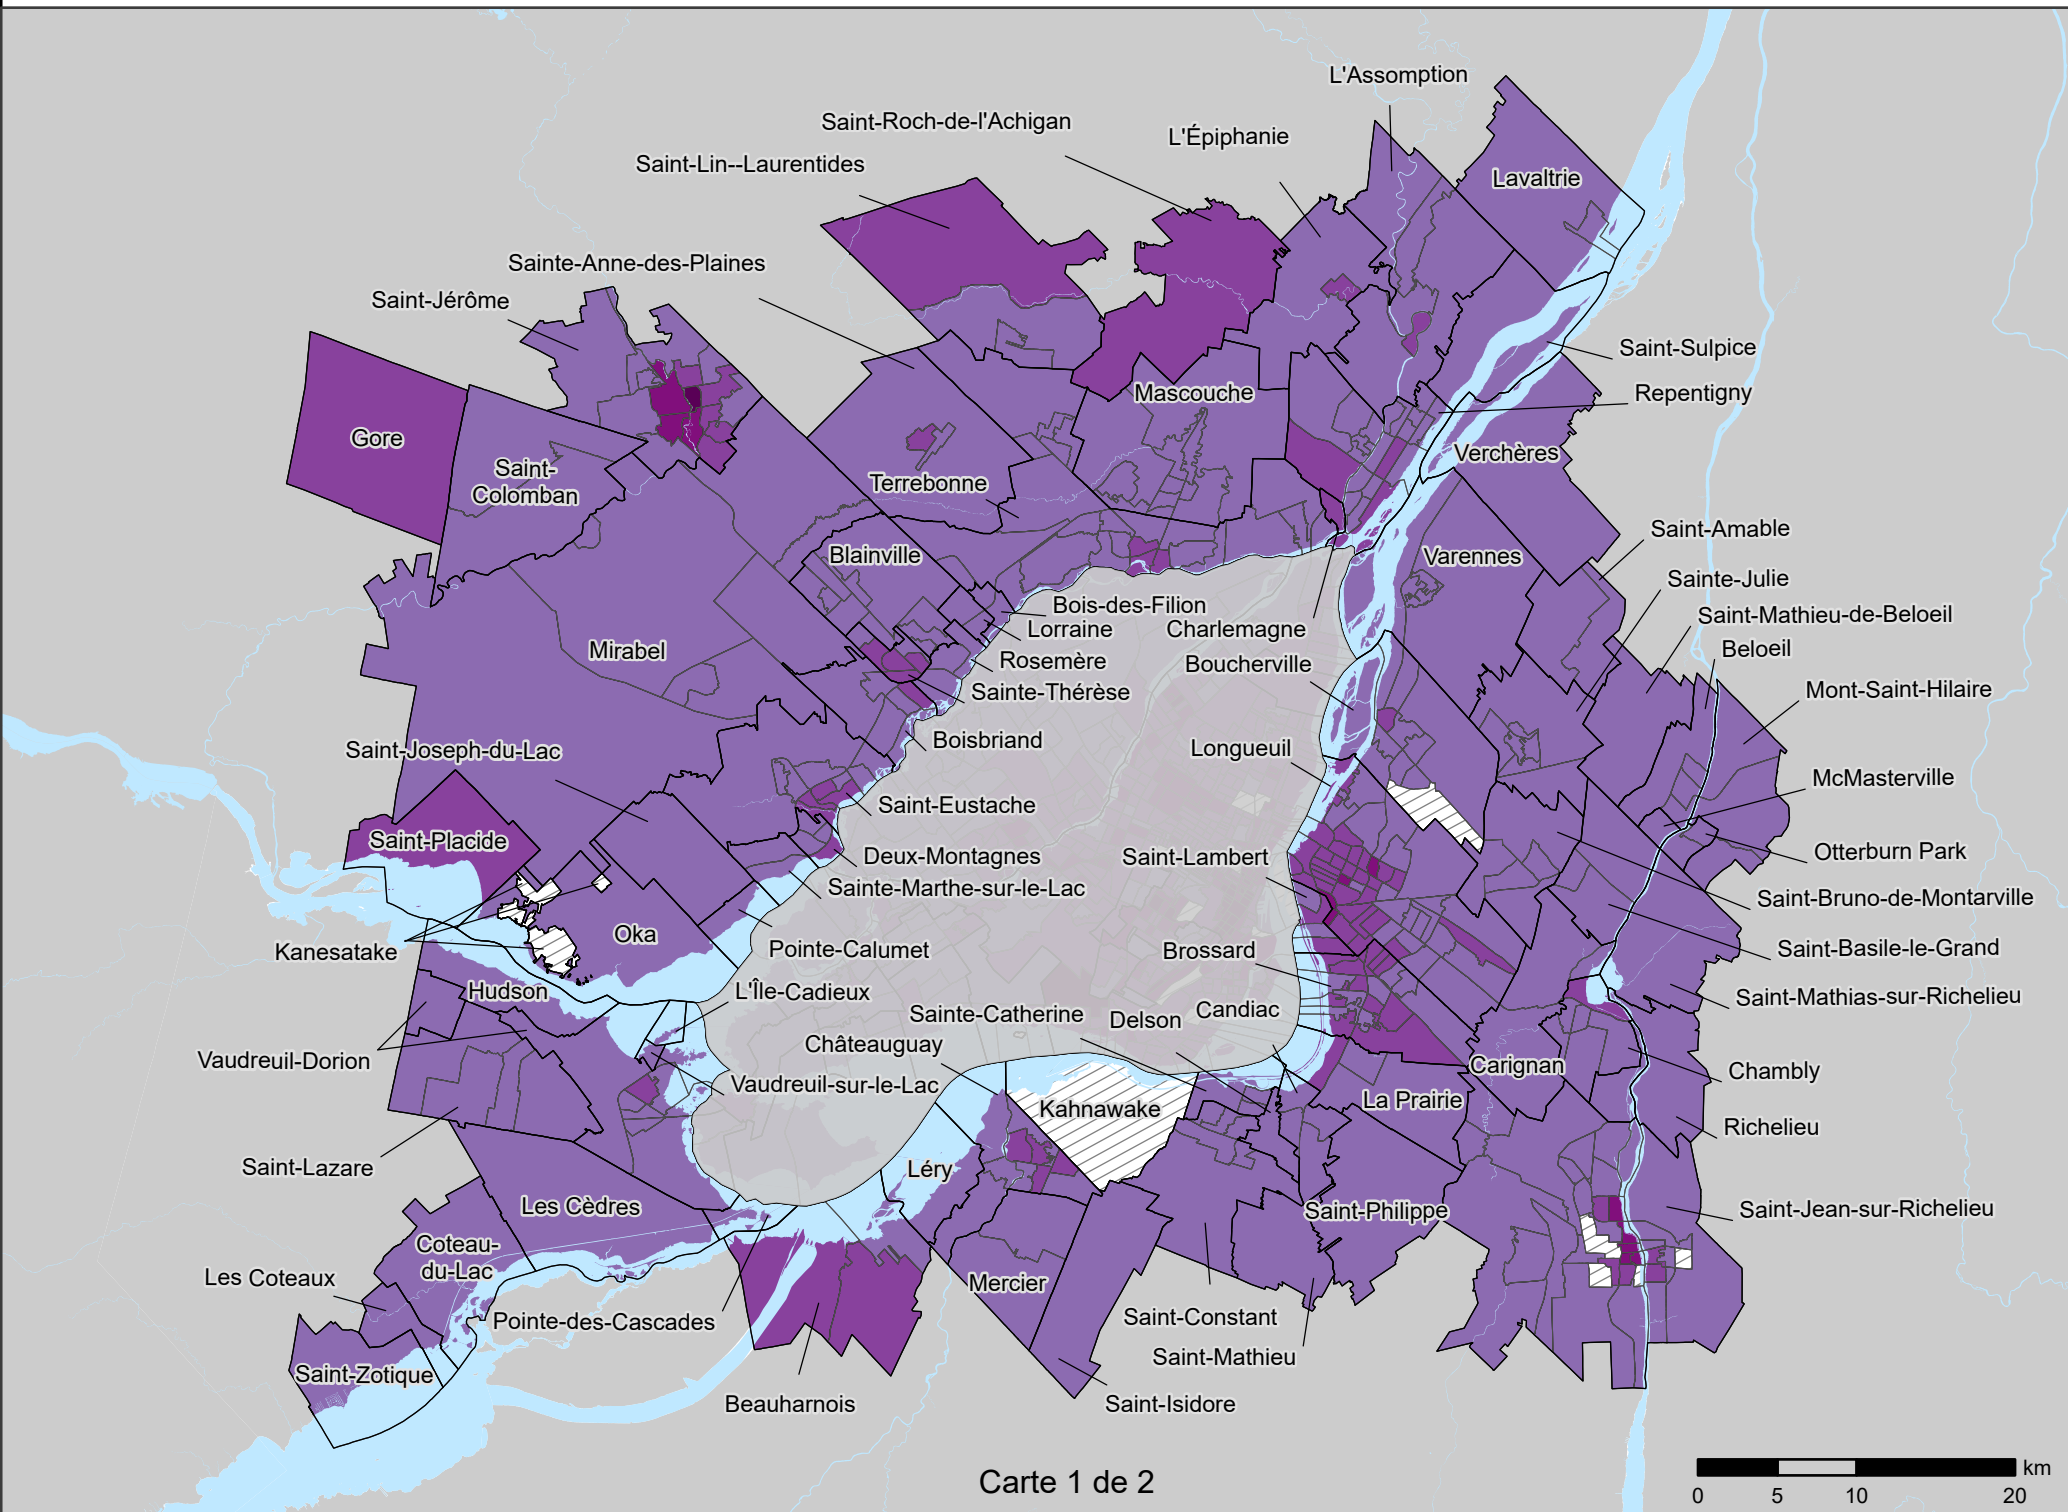 L'Assomption
Saint-Roch-de-l'Achigan
L'Épiphanie
Saint-Lin--Laurentides
Lavaltrie
Sainte-Anne-des-Plaines
Saint-Jérôme
Saint-Sulpice
Repentigny
Mascouche
Gore
Verchères
Saint-
Colomban
Terrebonne
Saint-Amable
Blainville
Varennes
Sainte-Julie
Bois-des-Filion
Saint-Mathieu-de-Beloeil
Lorraine
Charlemagne
Mirabel
Beloeil
Rosemère
Boucherville
Sainte-Thérèse
Mont-Saint-Hilaire
Boisbriand
Longueuil
Saint-Joseph-du-Lac
McMasterville
Saint-Eustache
Saint-Placide
Otterburn Park
Deux-Montagnes
Saint-Lambert
Sainte-Marthe-sur-le-Lac
Saint-Bruno-de-Montarville
Oka
Kanesatake
Pointe-Calumet
Brossard
Saint-Basile-le-Grand
Hudson
L'Île-Cadieux
Saint-Mathias-sur-Richelieu
Sainte-Catherine
Delson
Candiac
Châteauguay
Vaudreuil-Dorion
Carignan
Chambly
Vaudreuil-sur-le-Lac
Kahnawake
La Prairie
Richelieu
Saint-Lazare
Léry
Les Cèdres
Saint-Philippe
Saint-Jean-sur-Richelieu
Coteau-
du-Lac
Les Coteaux
Mercier
Pointe-des-Cascades
Saint-Constant
Saint-Mathieu
Saint-Zotique
Beauharnois
Saint-Isidore
Carte 1 de 2
km
0 5 10 20